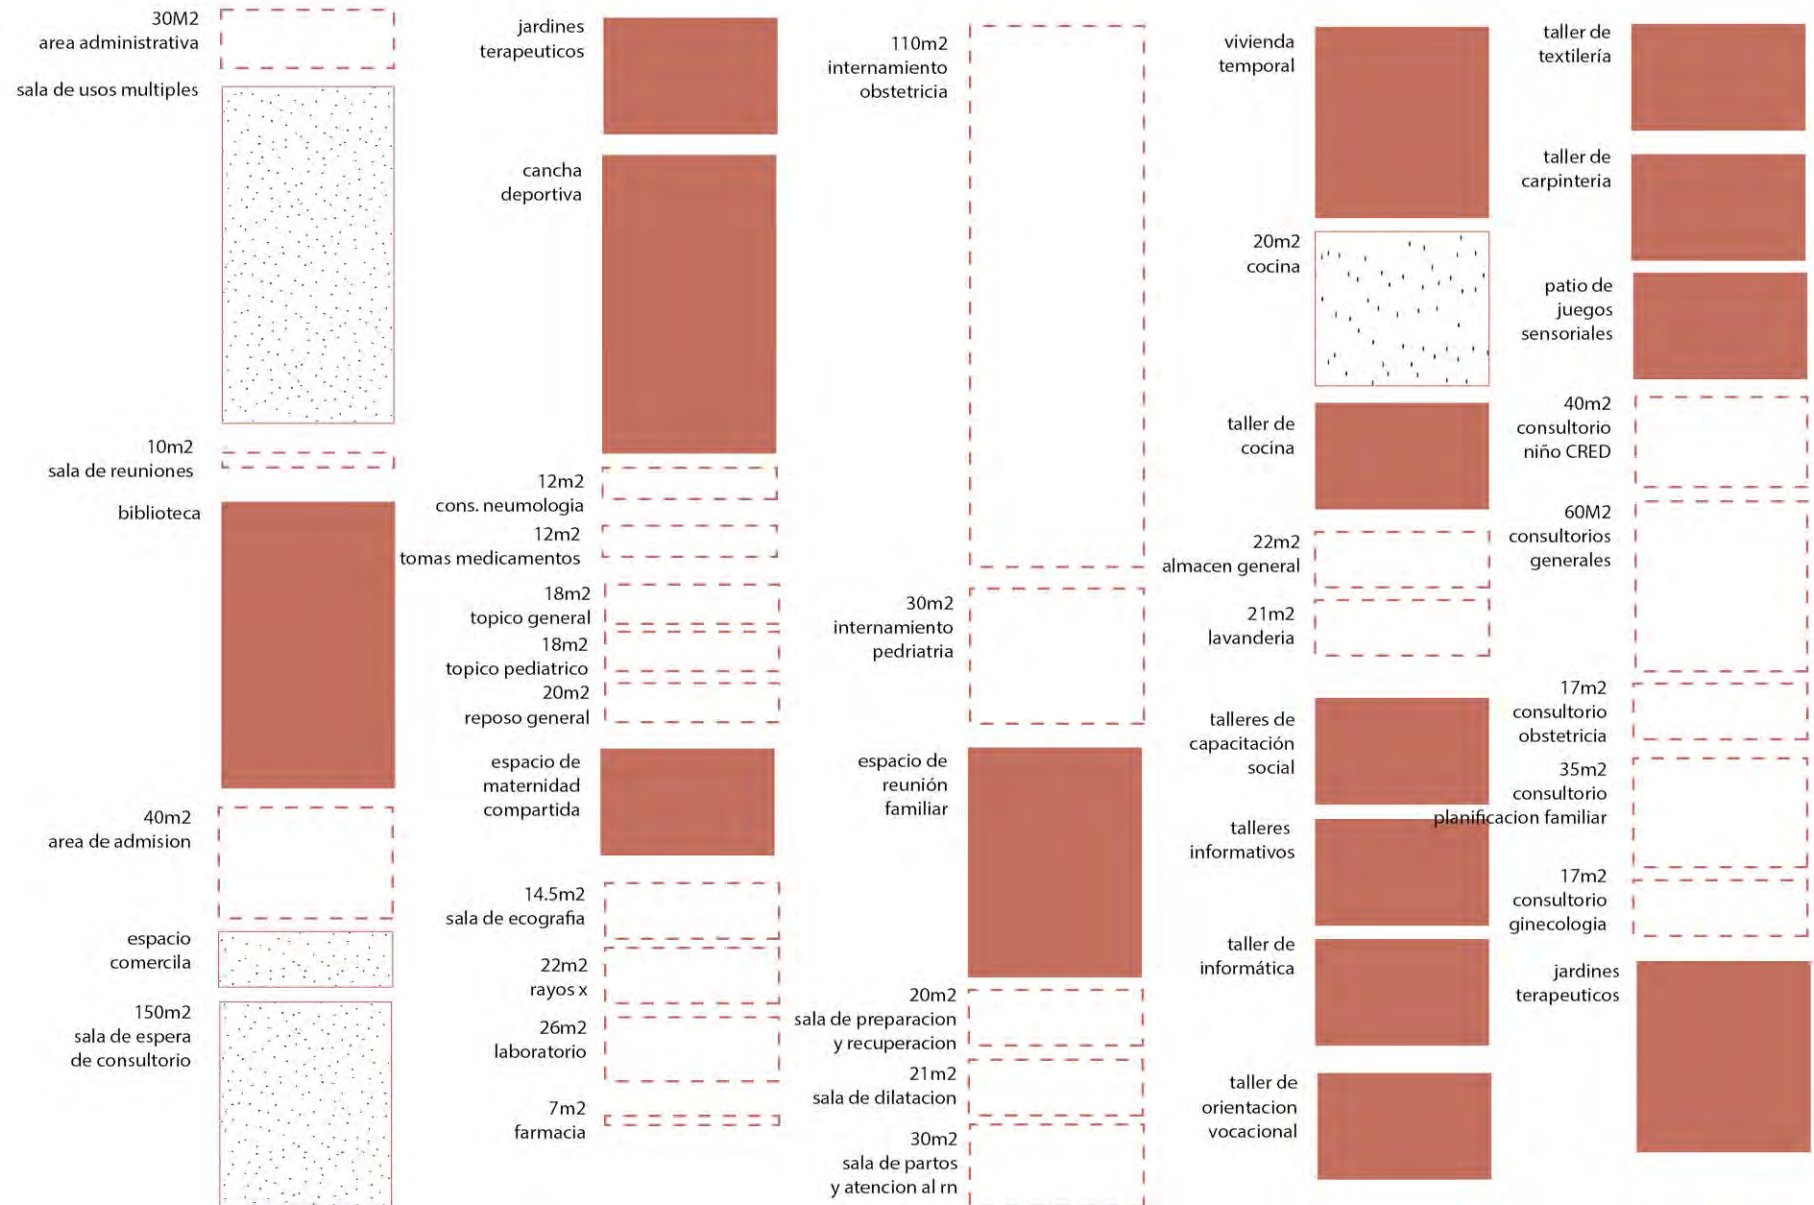 30M2
area administrativa
sala de usos multiples
10m2
sala de reuniones
biblioteca
40m2
area de admision
espacio
comercila
150m2
sala de espera
de consultorio
jardines
terapeuticos
cancha
deportiva
12m2
cons. neumologia
12m2
tomas medicamentos
18m2
topico general
18m2
topico pediatrico
20m2
reposo general
espacio de
maternidad
compartida
14.5m2
sala de ecografia
22m2
rayos x
26m2
laboratorio
7m2
farmacia
110m2
internamiento
obstetricia
30m2
internamiento
pedriatria
espacio de
reunión
familiar
20m2
sala de preparacion
y recuperacion
21m2
sala de dilatacion
30m2
sala de partos
y atencion al rn
vivienda
temporal
20m2
cocina
taller de
cocina
22m2
almacen general
21m2
lavanderia
talleres de
capacitación
social
talleres
informativos
taller de
informática
taller de
orientacion
vocacional
taller de
textilería
taller de
carpinteria
patio de
juegos
sensoriales
40m2
consultorio
niño CRED
60M2
consultorios
generales
17m2
consultorio
obstetricia
35m2
consultorio
planificacion familiar
17m2
consultorio
ginecologia
jardines
terapeuticos